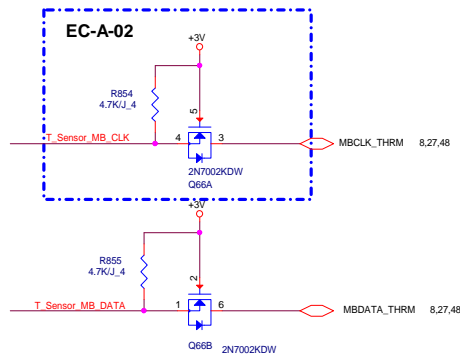 EC-A-02
+3V
R854
4.7K/J_4
5
T_Sensor_MB_CLK
4
3
MBCLK_THRM 8,27,48
2N7002KDW
Q66A
+3V
R855
4.7K/J_4
2
T_Sensor_MB_DATA
1
6
MBDATA_THRM 8,27,48
Q66B 2N7002KDW